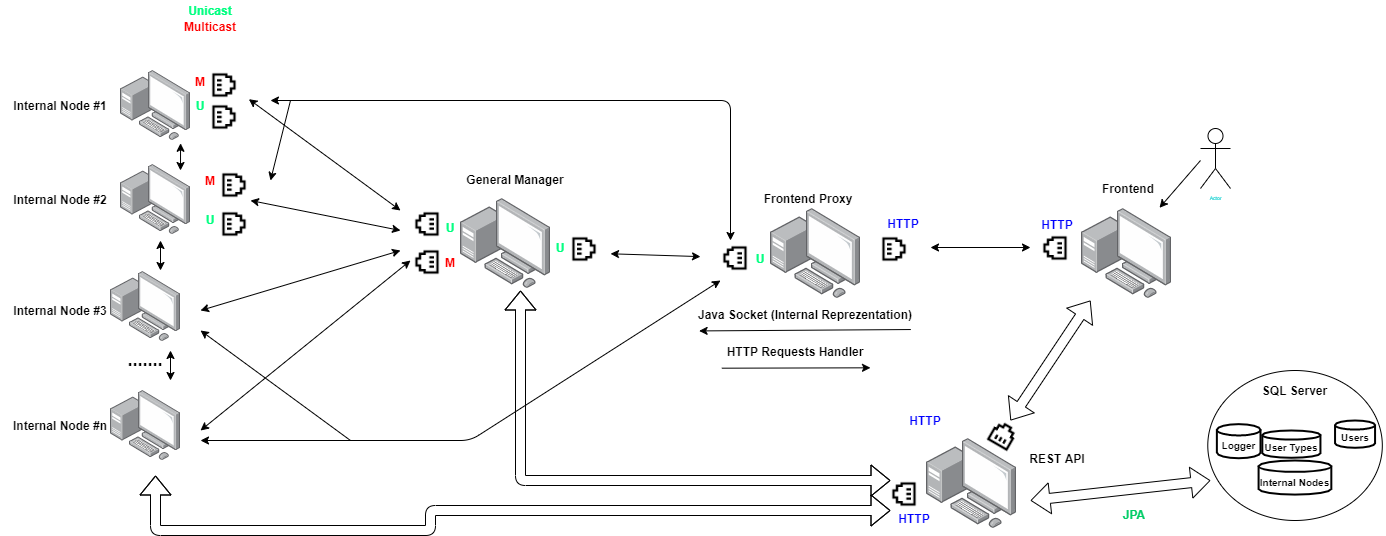 Unicast
Multicast
M
Internal Node #1
U
M
Internal Node #2
U
General Manager
U
M
U
Frontend Proxy
HTTP
U
Frontend
HTTP
Actor
Internal Node #3
Java Socket (Internal Reprezentation)
HTTP Requests Handler
.......
Internal Node #n
HTTP
REST API
HTTP
JPA
SQL Server
Logger
User Types
Users
Internal Nodes